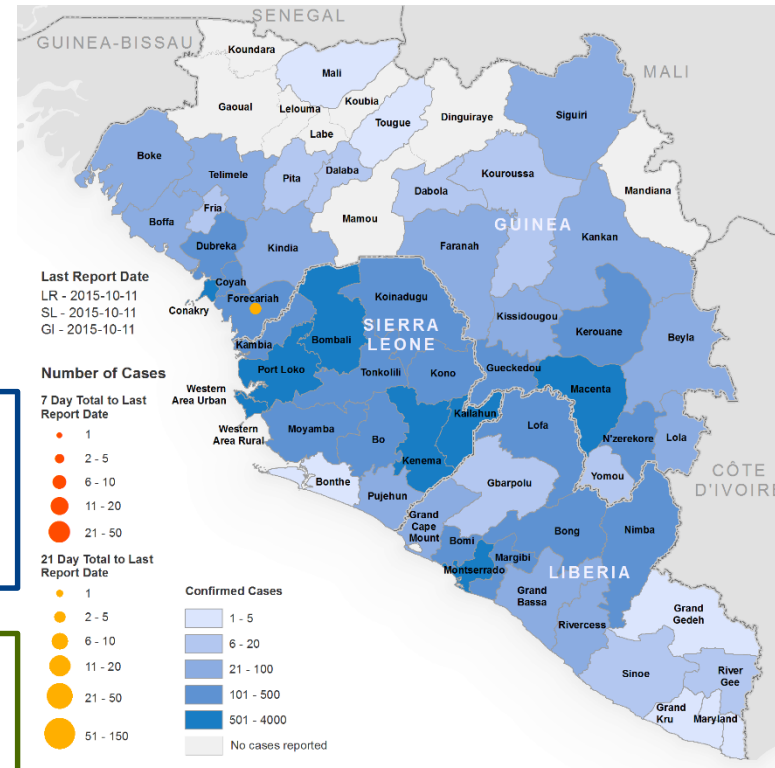 SENEGAL
GUINEA-BISSAU
MALI
Koundara
Mali
Gaoual
Lelouma
Koubia
Labe
Tougue
Dinguiraye
Siguiri
Boke
Telimele
Pita
Dalaba
Dabola
Kouroussa
Mandiana
Fria
Boffa
Mamou
GUINEA
Dubreka
Kindia
Faranah
Kankan
Last Report Date
LR - 2015-10-11
SL - 2015-10-11
GI - 2015-10-11
Coyah
Forecariah
Conakry
Koinadugu
Kissidougou
Kerouane
Beyla
Kambia
Bombali
SIERRA
LEONE
Gueckedou
Macenta
Port Loko
Tonkolili
Kono
Number of Cases
7 Day Total to Last
Report Date
1
2 - 5
6 - 10
11 - 20
21 - 50
Western
Area Urban
Western
Area Rural
Moyamba
Bo
Kailahun
Kenema
Lofa
N'zerekore
Lola
Bonthe
Pujehun
Gbarpolu
Yomou
CÔTE
D'IVOIRE
Grand
Cape
Mount
Bomi
Bong
Nimba
Margibi
Montserrado
LIBERIA
21 Day Total to Last
Report Date
1
2 - 5
6 - 10
11 - 20
21 - 50
51 - 150
Confirmed Cases
1 - 5
6 - 20
21 - 100
101 - 500
501 - 4000
No cases reported
Grand
Bassa
Rivercess
Grand
Gedeh
Sinoe
River
Gee
Grand
Kru
Maryland